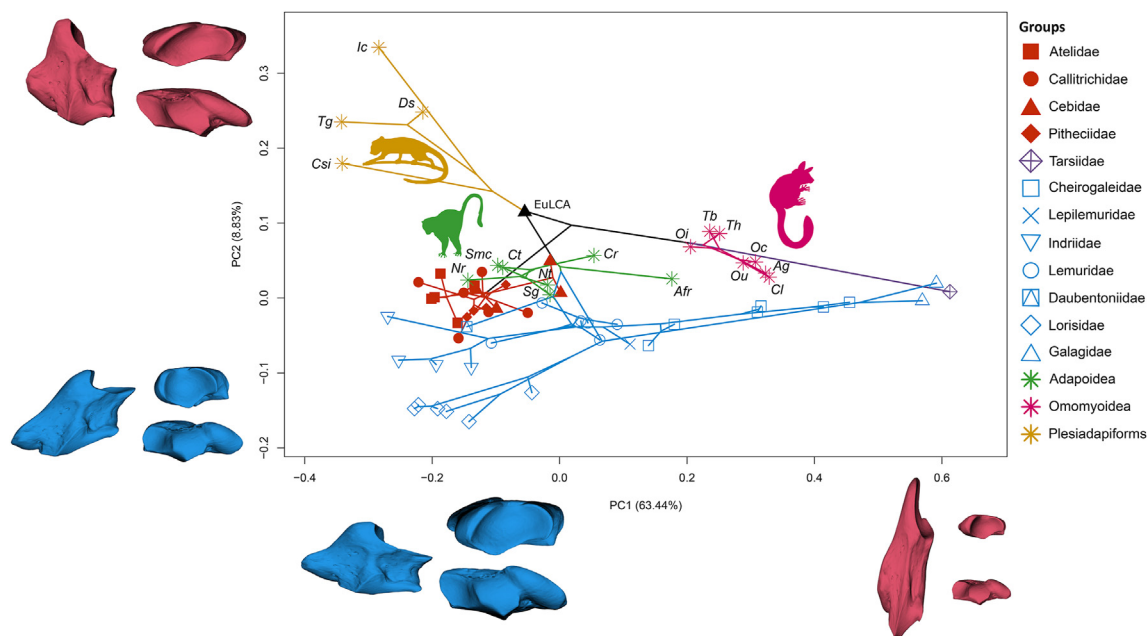 Groups
Atelidae
Callitrichidae
Cebidae
Pitheciidae
Tarsiidae
Cheirogaleidae
Lepilemuridae
Indriidae
Lemuridae
Daubentoniidae
Lorisidae
Galagidae
Adapoidea
Omomyoidea
Plesiadapiforms
PC2 (8.83%)
0.3
0.2
0.1
0.0
−0.1
−0.2
Ic
Ds
Tg
Csi
EuLCA
Tb
Th
Oi
Oc
Ag
Ou
Cl
Smc
Ct
Cr
Nr
Nt
Sg
Afr
−0.4
−0.2
0.0
0.2
0.4
0.6
PC1 (63.44%)